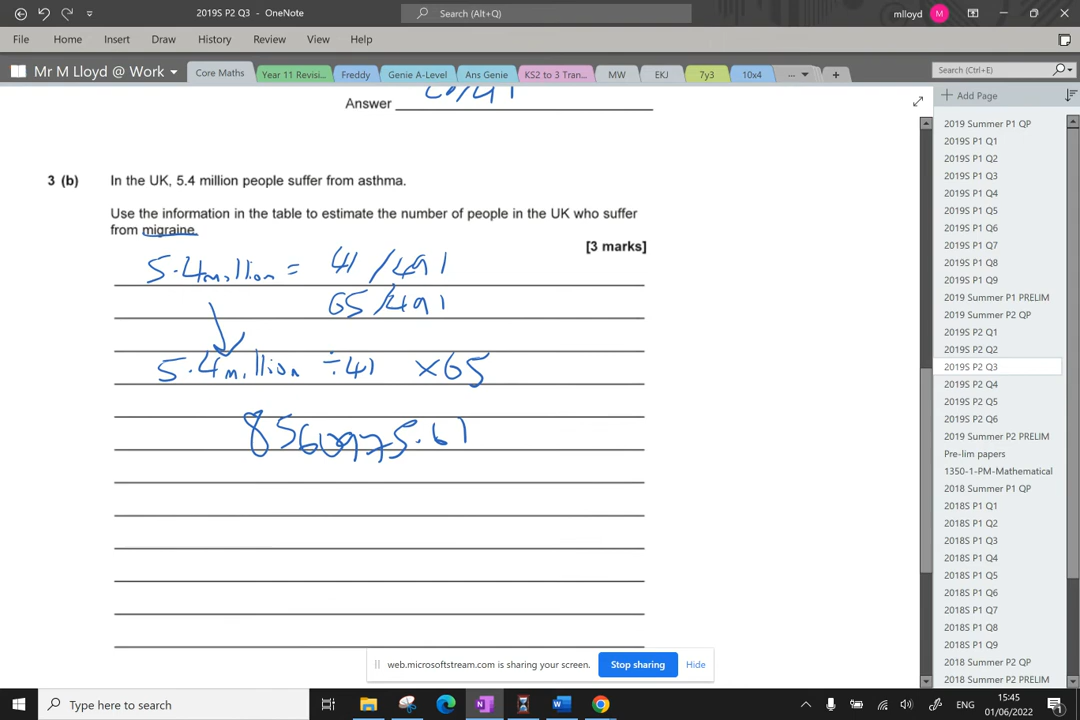 2019S P2 Q3 - OneNote
Search (Alt+Q)
mlloyd
M
File Home Insert Draw History Review View Help
Mr M Lloyd @ Work
Core Maths
Year 11 Revisi...
Freddy
Genie A-Level
Ans Genie
KS2 to 3 Tran...
MW
EKJ
7y3
10x4
...
+
Search (Ctrl+E)
Add Page
Answer
3 (b) In the UK, 5.4 million people suffer from asthma.
Use the information in the table to estimate the number of people in the UK who suffer
from migraine.
[3 marks]
5.4million = 41/491
65/491
5.4million ÷41 ×65
8560975.61
2019 Summer P1 QP
2019S P1 Q1
2019S P1 Q2
2019S P1 Q3
2019S P1 Q4
2019S P1 Q5
2019S P1 Q6
2019S P1 Q7
2019S P1 Q8
2019S P1 Q9
2019 Summer P1 PRELIM
2019 Summer P2 QP
2019S P2 Q1
2019S P2 Q2
2019S P2 Q3
2019S P2 Q4
2019S P2 Q5
2019S P2 Q6
2019 Summer P2 PRELIM
Pre-lim papers
1350-1-PM-Mathematical
2018 Summer P1 QP
2018S P1 Q1
2018S P1 Q2
2018S P1 Q3
2018S P1 Q4
2018S P1 Q5
2018S P1 Q6
2018S P1 Q7
2018S P1 Q8
2018S P1 Q9
2018 Summer P2 QP
2018 Summer P2 PRELIM
web.microsoftstream.com is sharing your screen.
Stop sharing
Hide
Type here to search
ENG
15:45
01/06/2022